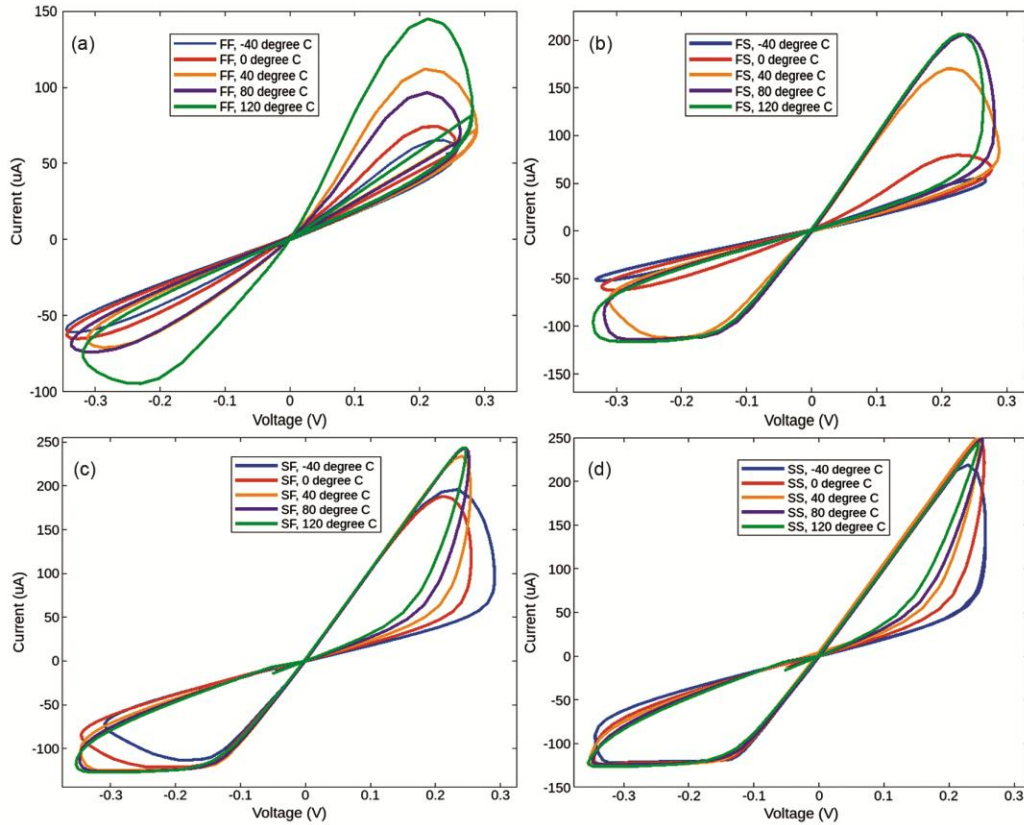 (a)
FF, -40 degree C
FF, 0 degree C
FF, 40 degree C
FF, 80 degree C
FF, 120 degree C
150
100
50
0
-50
-100
Current (uA)
-0.3
-0.2
-0.1
0
0.1
0.2
0.3
Voltage (V)
(b)
FS, -40 degree C
FS, 0 degree C
FS, 40 degree C
FS, 80 degree C
FS, 120 degree C
200
150
100
50
0
-50
-100
-150
Current (uA)
-0.3
-0.2
-0.1
0
0.1
0.2
0.3
Voltage (V)
(c)
SF, -40 degree C
SF, 0 degree C
SF, 40 degree C
SF, 80 degree C
SF, 120 degree C
250
200
150
100
50
0
-50
-100
Current (uA)
-0.3
-0.2
-0.1
0
0.1
0.2
0.3
Voltage (V)
(d)
SS, -40 degree C
SS, 0 degree C
SS, 40 degree C
SS, 80 degree C
SS, 120 degree C
250
200
150
100
50
0
-50
-100
-150
Current (uA)
-0.3
-0.2
-0.1
0
0.1
0.2
0.3
Voltage (V)